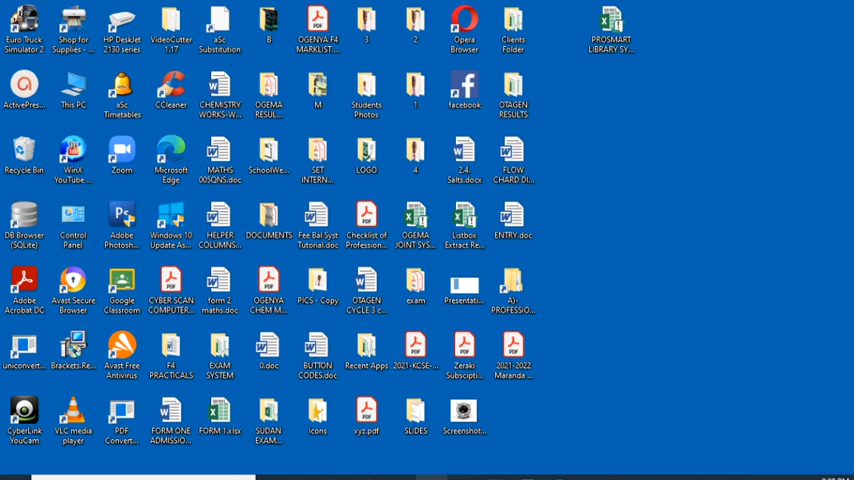 Euro Truck
Simulator 2
Shop for
Supplies - ...
HP DeskJet
2130 series
VideoCutter
1.17
aSc
Substitution
B
OGENYA F4
MARKLIST....
3
2
Opera
Browser
Clients
Folder
PROSMART
LIBRARY SY...
ActivePres...
This PC
aSc
Timetables
CCleaner
CHEMISTRY
WORKS-W...
OGEMA
RESUL...
M
Students
Photos
1
facebook
OTAGEN
RESULTS
Recycle Bin
WinX
YouTube ...
Zoom
Microsoft
Edge
MATHS
005QNS.doc
SchoolWe...
SET
INTERN...
LOGO
4
2.4.
Salts.docx
FLOW
CHARD DI...
DB Browser
(SQLite)
Control
Panel
Adobe
Photosh...
Windows 10
Update As...
HELPER
COLUMNS...
DOCUMENTS
Fee Bal Syst
Tutorial.doc
Checklist of
Profession...
OGEMA
JOINT SYS...
Listbox
Extract Re...
ENTRY.doc
Adobe
Acrobat DC
Avast Secure
Browser
Google
Classroom
CYBER SCAN
COMPUTER...
form 2
maths.doc
OGENYA
CHEM M...
PICS - Copy
OTAGEN
CYCLE 3 c...
exam
Presentati...
A)-
PROFESSIO...
uniconvert...
Brackets.Re...
Avast Free
Antivirus
F4
PRACTICALS
EXAM
SYSTEM
0.doc
BUTTON
CODES.doc
Recent Apps
2021-KCSE-...
Zeraki
Subscipti...
2021-2022
Maranda ...
CyberLink
YouCam
VLC media
player
PDF
Convert...
FORM ONE
ADMISSIO...
FORM 1.xlsx
SUDAN
EXAM...
Icons
xyz.pdf
SLIDES
Screenshot...